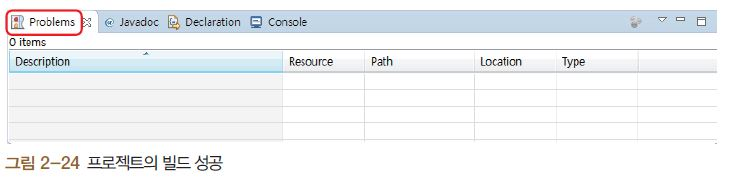 Problems @ Javadoc Declaration Console
0 items
Description Resource Path Location Type
그림 2-24 프로젝트의 빌드 성공